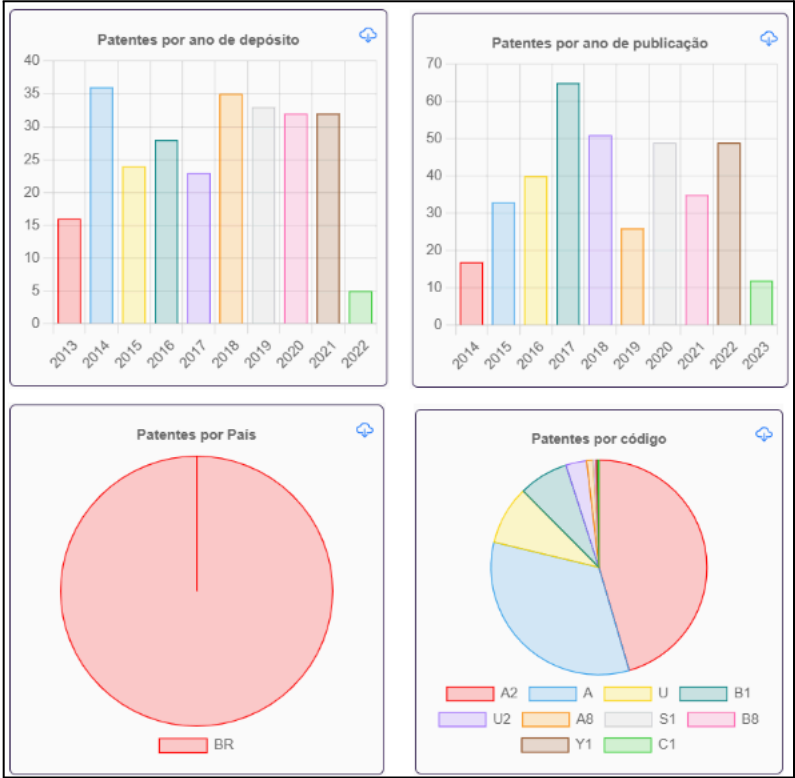 Patentes por ano de depósito
40
35
30
25
20
15
10
5
0
2013 2014 2015 2016 2017 2018 2019 2020 2021 2022
Patentes por ano de publicação
70
60
50
40
30
20
10
0
2014 2015 2016 2017 2018 2019 2020 2021 2022 2023
Patentes por País
BR
Patentes por código
A2 A U B1
U2 A8 S1 B8
Y1 C1